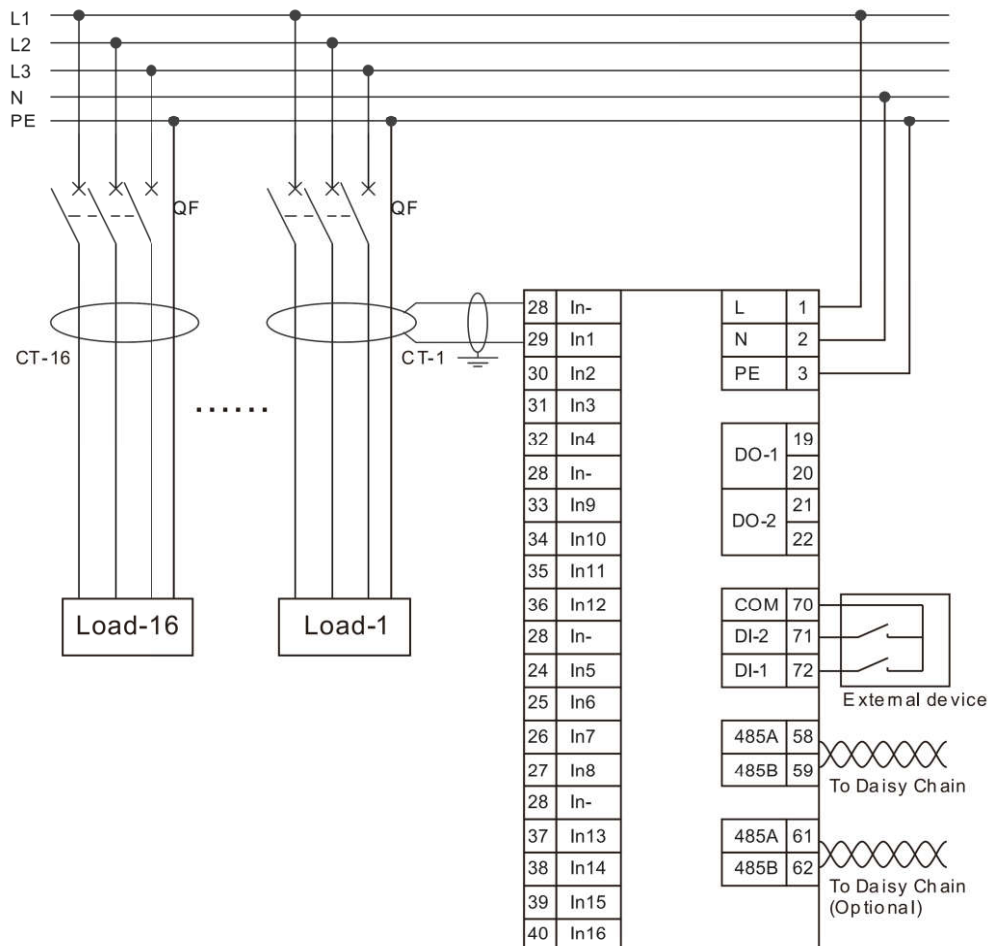 L1
L2
L3
N
PE
QF
QF
CT-16
CT-1
......
Load-16
Load-1
28 In-
29 In1
30 In2
31 In3
32 In4
28 In-
33 In9
34 In10
35 In11
36 In12
28 In-
24 In5
25 In6
26 In7
27 In8
28 In-
37 In13
38 In14
39 In15
40 In16
L 1
N 2
PE 3
DO-1 19
20
DO-2 21
22
COM 70
DI-2 71
DI-1 72
External device
485A 58
485B 59
To Daisy Chain
485A 61
485B 62
To Daisy Chain
(Optional)